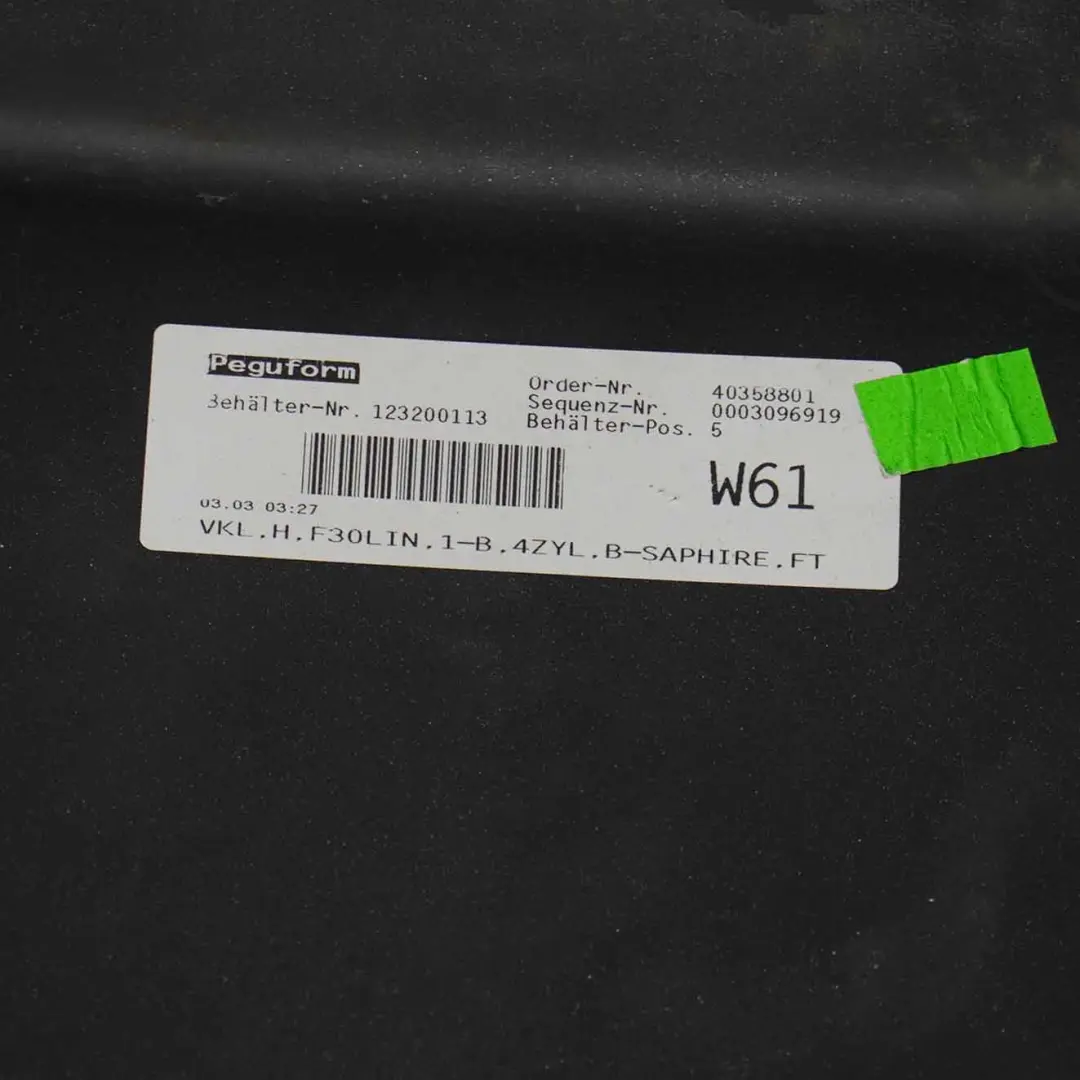 Peguform
Behälter-Nr. 123200113
Order-Nr. 40358801
Sequenz-Nr. 0003096919
Behälter-Pos. 5
W61
03.03 03:27
VKL.H.F30LIN.1-B.4ZYL.B-SAPHIRE.FT